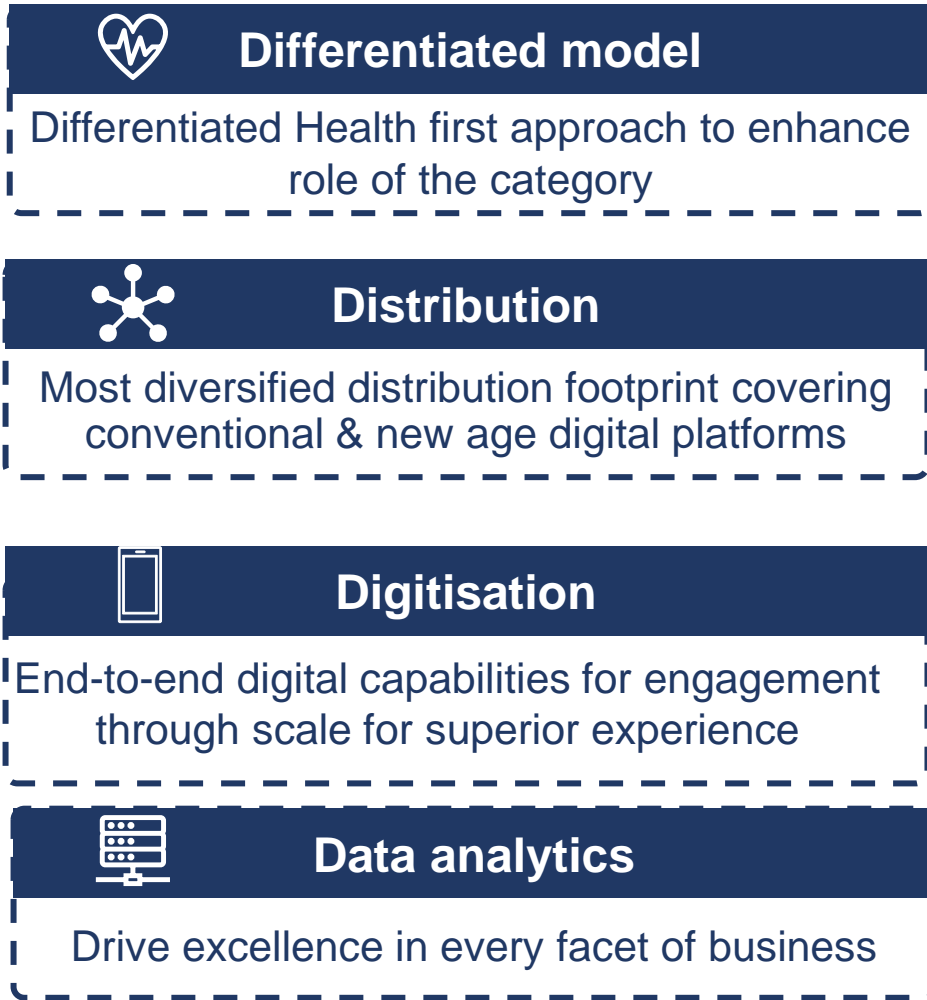 Differentiated model
Differentiated Health first approach to enhance
role of the category
Distribution
Most diversified distribution footprint covering
conventional & new age digital platforms
Digitisation
End-to-end digital capabilities for engagement
through scale for superior experience
Data analytics
Drive excellence in every facet of business